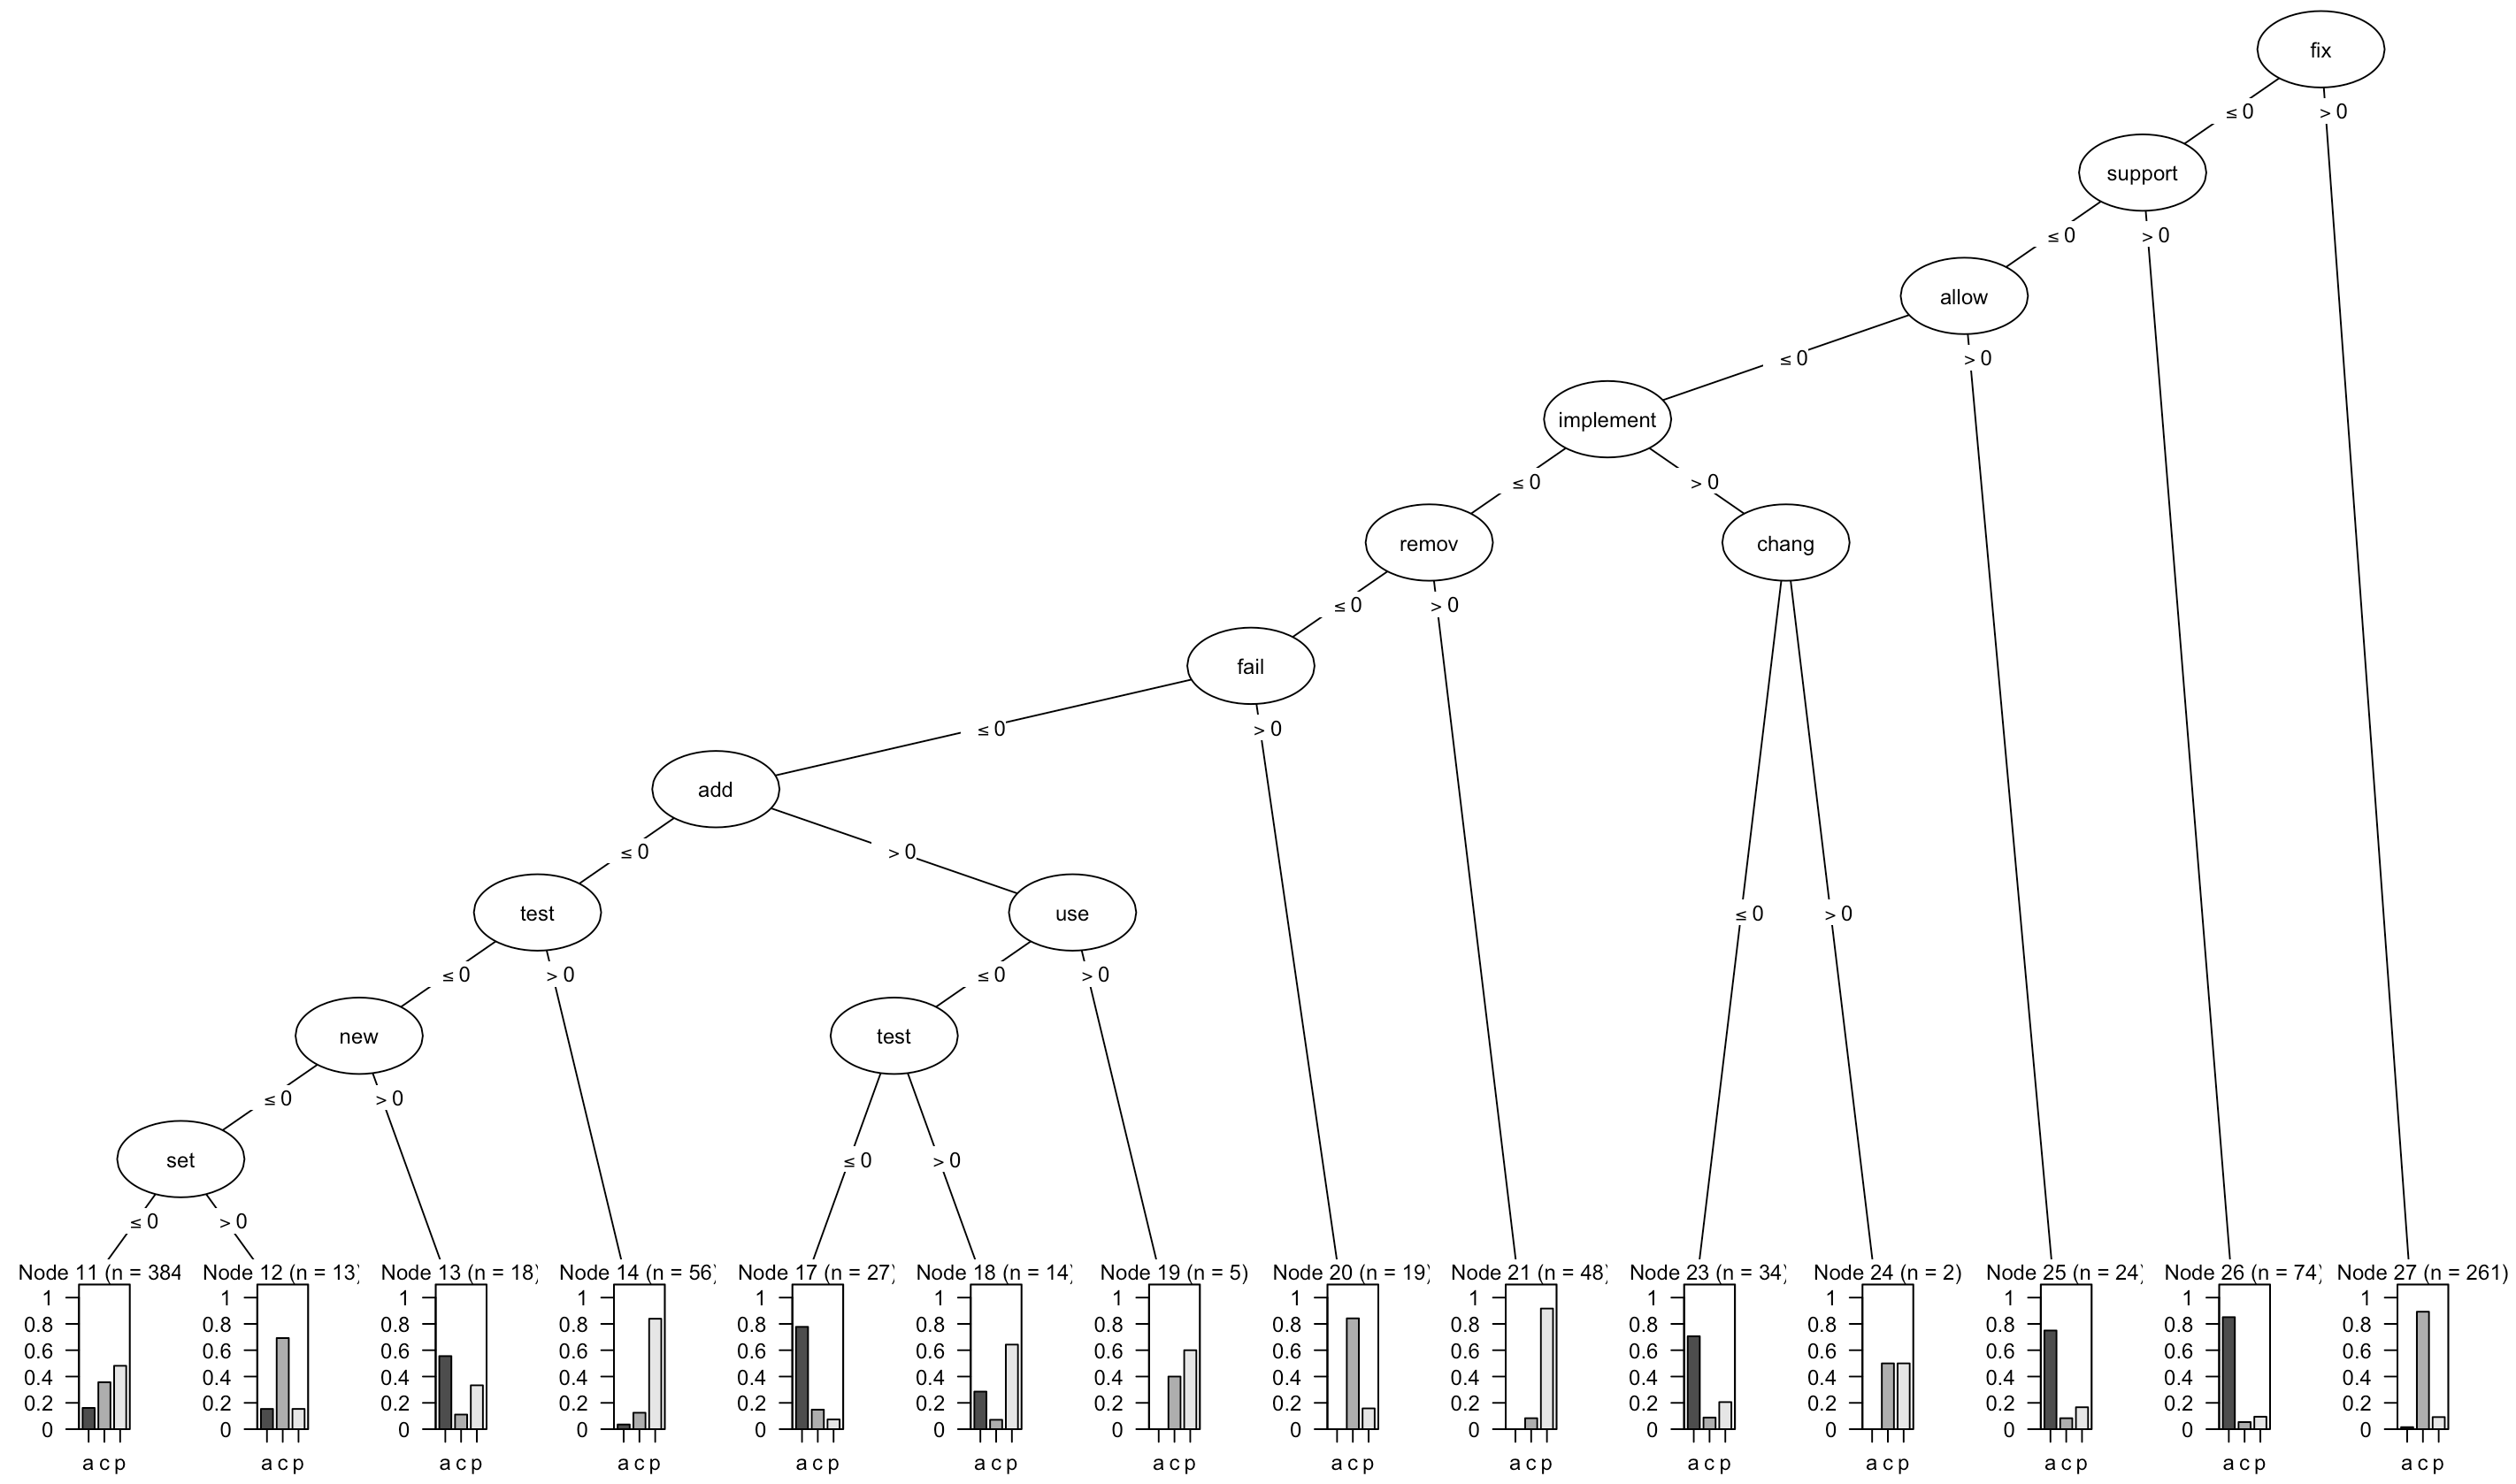 fix
≤ 0
> 0
support
≤ 0
> 0
allow
≤ 0
> 0
implement
≤ 0
> 0
remov
chang
≤ 0
> 0
fail
≤ 0
> 0
add
≤ 0
> 0
test
use
≤ 0
> 0
≤ 0
> 0
≤ 0
> 0
new
test
≤ 0
> 0
≤ 0
> 0
set
≤ 0
> 0
Node 11 (n = 384
Node 12 (n = 13)
Node 13 (n = 18)
Node 14 (n = 56)
Node 17 (n = 27)
Node 18 (n = 14)
Node 19 (n = 5)
Node 20 (n = 19)
Node 21 (n = 48)
Node 23 (n = 34)
Node 24 (n = 2)
Node 25 (n = 24)
Node 26 (n = 74)
Node 27 (n = 261)
1 1 1 1 1 1 1 1 1 1 1 1 1 1
0.8 0.8 0.8 0.8 0.8 0.8 0.8 0.8 0.8 0.8 0.8 0.8 0.8 0.8
0.6 0.6 0.6 0.6 0.6 0.6 0.6 0.6 0.6 0.6 0.6 0.6 0.6 0.6
0.4 0.4 0.4 0.4 0.4 0.4 0.4 0.4 0.4 0.4 0.4 0.4 0.4 0.4
0.2 0.2 0.2 0.2 0.2 0.2 0.2 0.2 0.2 0.2 0.2 0.2 0.2 0.2
0 0 0 0 0 0 0 0 0 0 0 0 0 0
a c p a c p a c p a c p a c p a c p a c p a c p a c p a c p a c p a c p a c p a c p